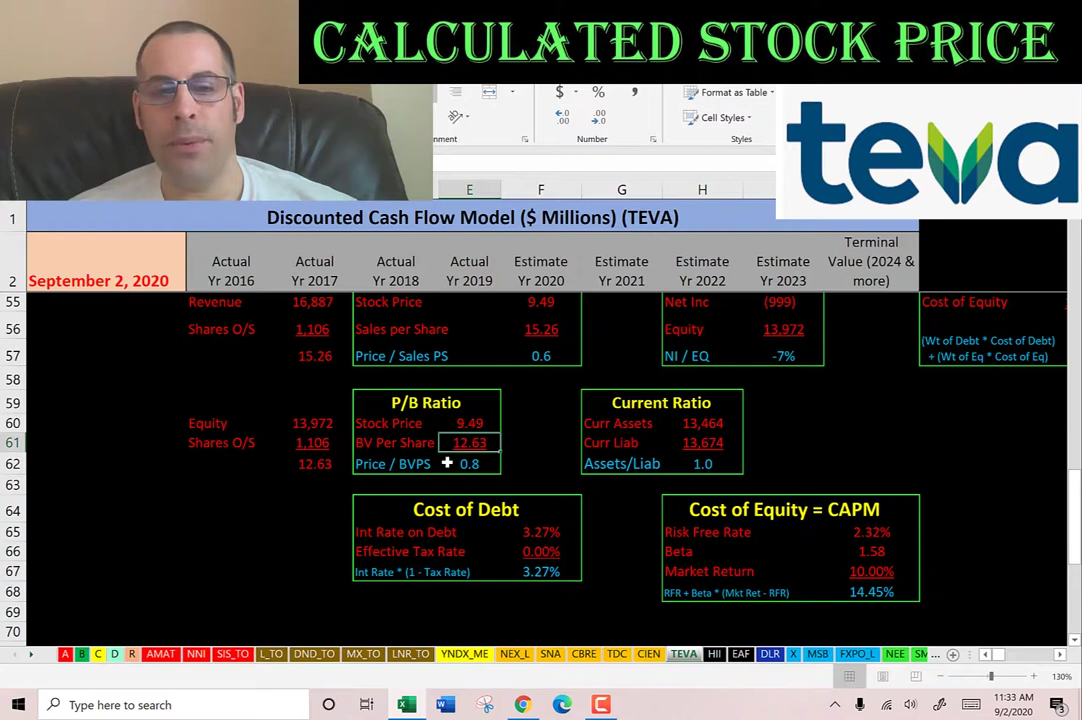 CALCULATED STOCK PRICE
teva
$ % , Format as Table
Cell Styles
nment Number Styles
E F G H
1 Discounted Cash Flow Model ($ Millions) (TEVA)
Terminal
Actual Actual Actual Actual Estimate Estimate Estimate Estimate Value (2024 &
2 September 2, 2020 Yr 2016 Yr 2017 Yr 2018 Yr 2019 Yr 2020 Yr 2021 Yr 2022 Yr 2023 more)
55 Revenue 16,887 Stock Price 9.49 Net Inc (999) Cost of Equity
56 Shares O/S 1,106 Sales per Share 15.26 Equity 13,972
(Wt of Debt * Cost of Debt)
57 15.26 Price / Sales PS 0.6 NI / EQ -7% + (Wt of Eq * Cost of Eq)
58
59 P/B Ratio Current Ratio
60 Equity 13,972 Stock Price 9.49 Curr Assets 13,464
61 Shares O/S 1,106 BV Per Share 12.63 Curr Liab 13,674
62 12.63 Price / BVPS 0.8 Assets/Liab 1.0
63
64 Cost of Debt Cost of Equity = CAPM
65 Int Rate on Debt 3.27% Risk Free Rate 2.32%
66 Effective Tax Rate 0.00% Beta 1.58
67 Int Rate * (1 - Tax Rate) 3.27% Market Return 10.00%
68 RFR + Beta * (Mkt Ret - RFR) 14.45%
69
70
A B C D R AMAT NNI SIS_TO L_TO DND_TO MX_TO LNR_TO YNDX_ME NEX_L SNA CBRE TDC CIEN TEVA HII EAF DLR X MSB FXPO_L NEE SM ...
130%
Type here to search
11:33 AM
9/2/2020
3